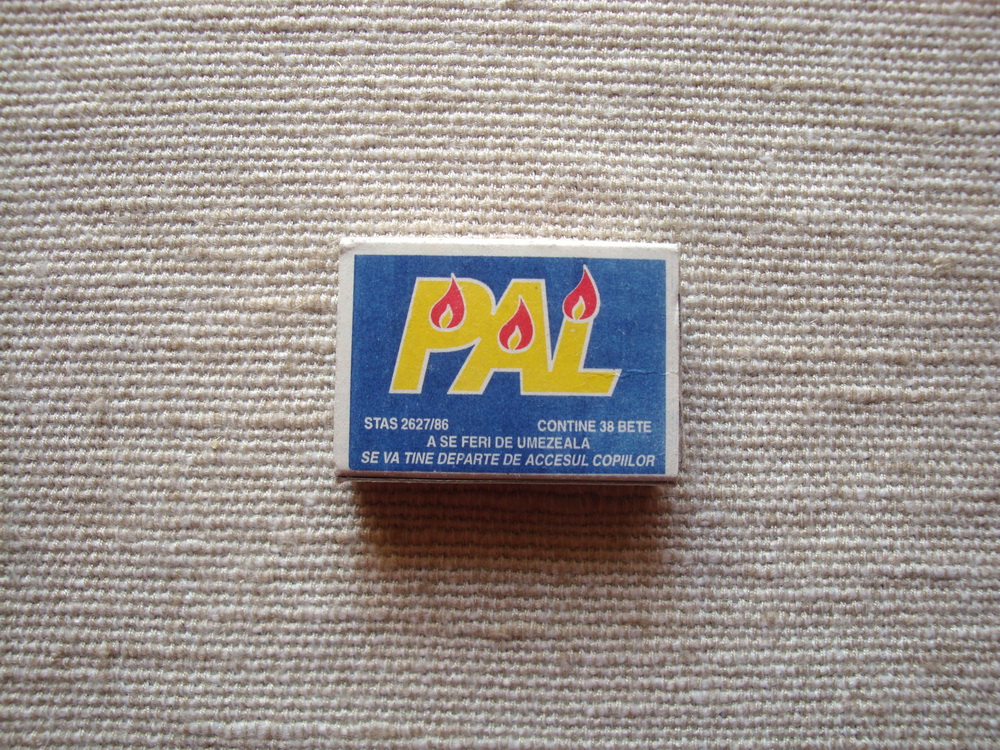 PAL
STAS 2627/86 CONTINE 38 BETE
A SE FERI DE UMEZEALA
SE VA TINE DEPARTE DE ACCESUL COPIILOR